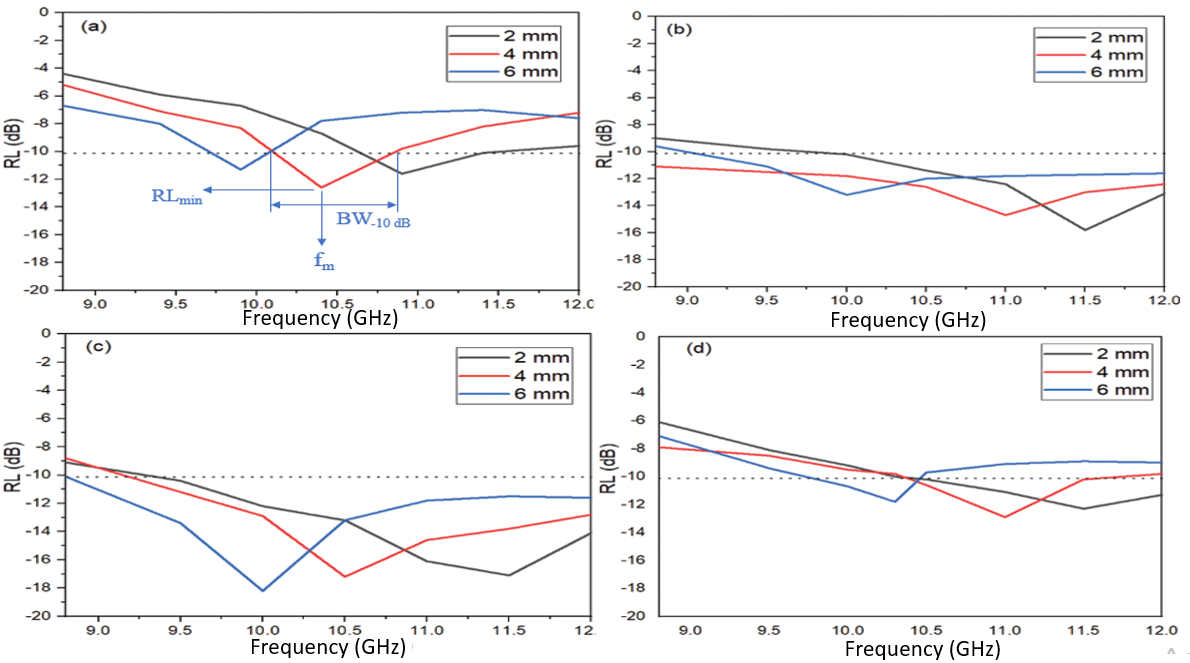 0
-2
-4
-6
-8
-10
-12
-14
-16
-18
-20
RL (dB)
(a)
2 mm
4 mm
6 mm
RLmin
BW-10 dB
fm
9.0 9.5 10.0 10.5 11.0 11.5 12.0
Frequency (GHz)
0
-2
-4
-6
-8
-10
-12
-14
-16
-18
-20
RL (dB)
(b)
2 mm
4 mm
6 mm
9.0 9.5 10.0 10.5 11.0 11.5 12.0
Frequency (GHz)
0
-2
-4
-6
-8
-10
-12
-14
-16
-18
-20
RL (dB)
(c)
2 mm
4 mm
6 mm
9.0 9.5 10.0 10.5 11.0 11.5 12.
Frequency (GHz)
0
-2
-4
-6
-8
-10
-12
-14
-16
-18
-20
RL (dB)
(d)
2 mm
4 mm
6 mm
9.0 9.5 10.0 10.5 11.0 11.5 12.0
Frequency (GHz)